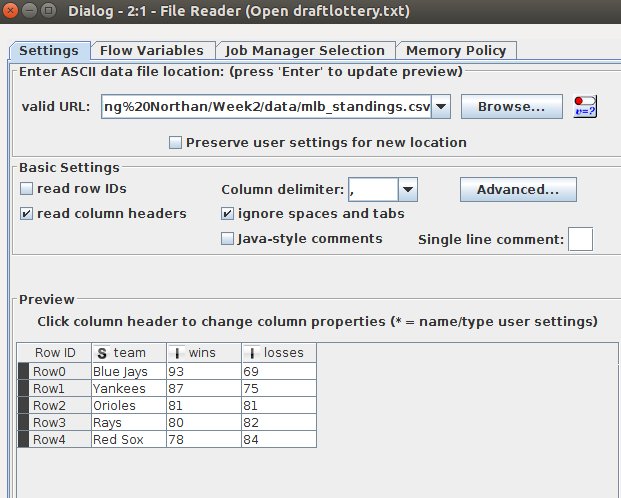 Dialog - 2:1 - File Reader (Open draftlottery.txt)
Settings Flow Variables Job Manager Selection Memory Policy
Enter ASCII data file location: (press 'Enter' to update preview)
valid URL: ng%20Northan/Week2/data/mlb_standings.csv Browse... v=?
Preserve user settings for new location
Basic Settings
read row IDs Column delimiter: , Advanced...
read column headers ignore spaces and tabs
Java-style comments Single line comment:
Preview
Click column header to change column properties (* = name/type user settings)
Row ID S team I wins I losses
Row0 Blue Jays 93 69
Row1 Yankees 87 75
Row2 Orioles 81 81
Row3 Rays 80 82
Row4 Red Sox 78 84